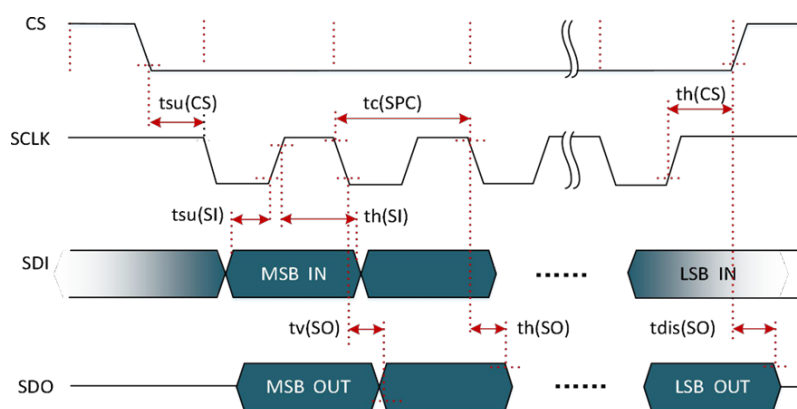 CS
tsu(CS)
tc(SPC)
th(CS)
SCLK
tsu(SI)
th(SI)
SDI
MSB IN
LSB IN
tv(SO)
th(SO)
tdis(SO)
SDO
MSB OUT
LSB OUT